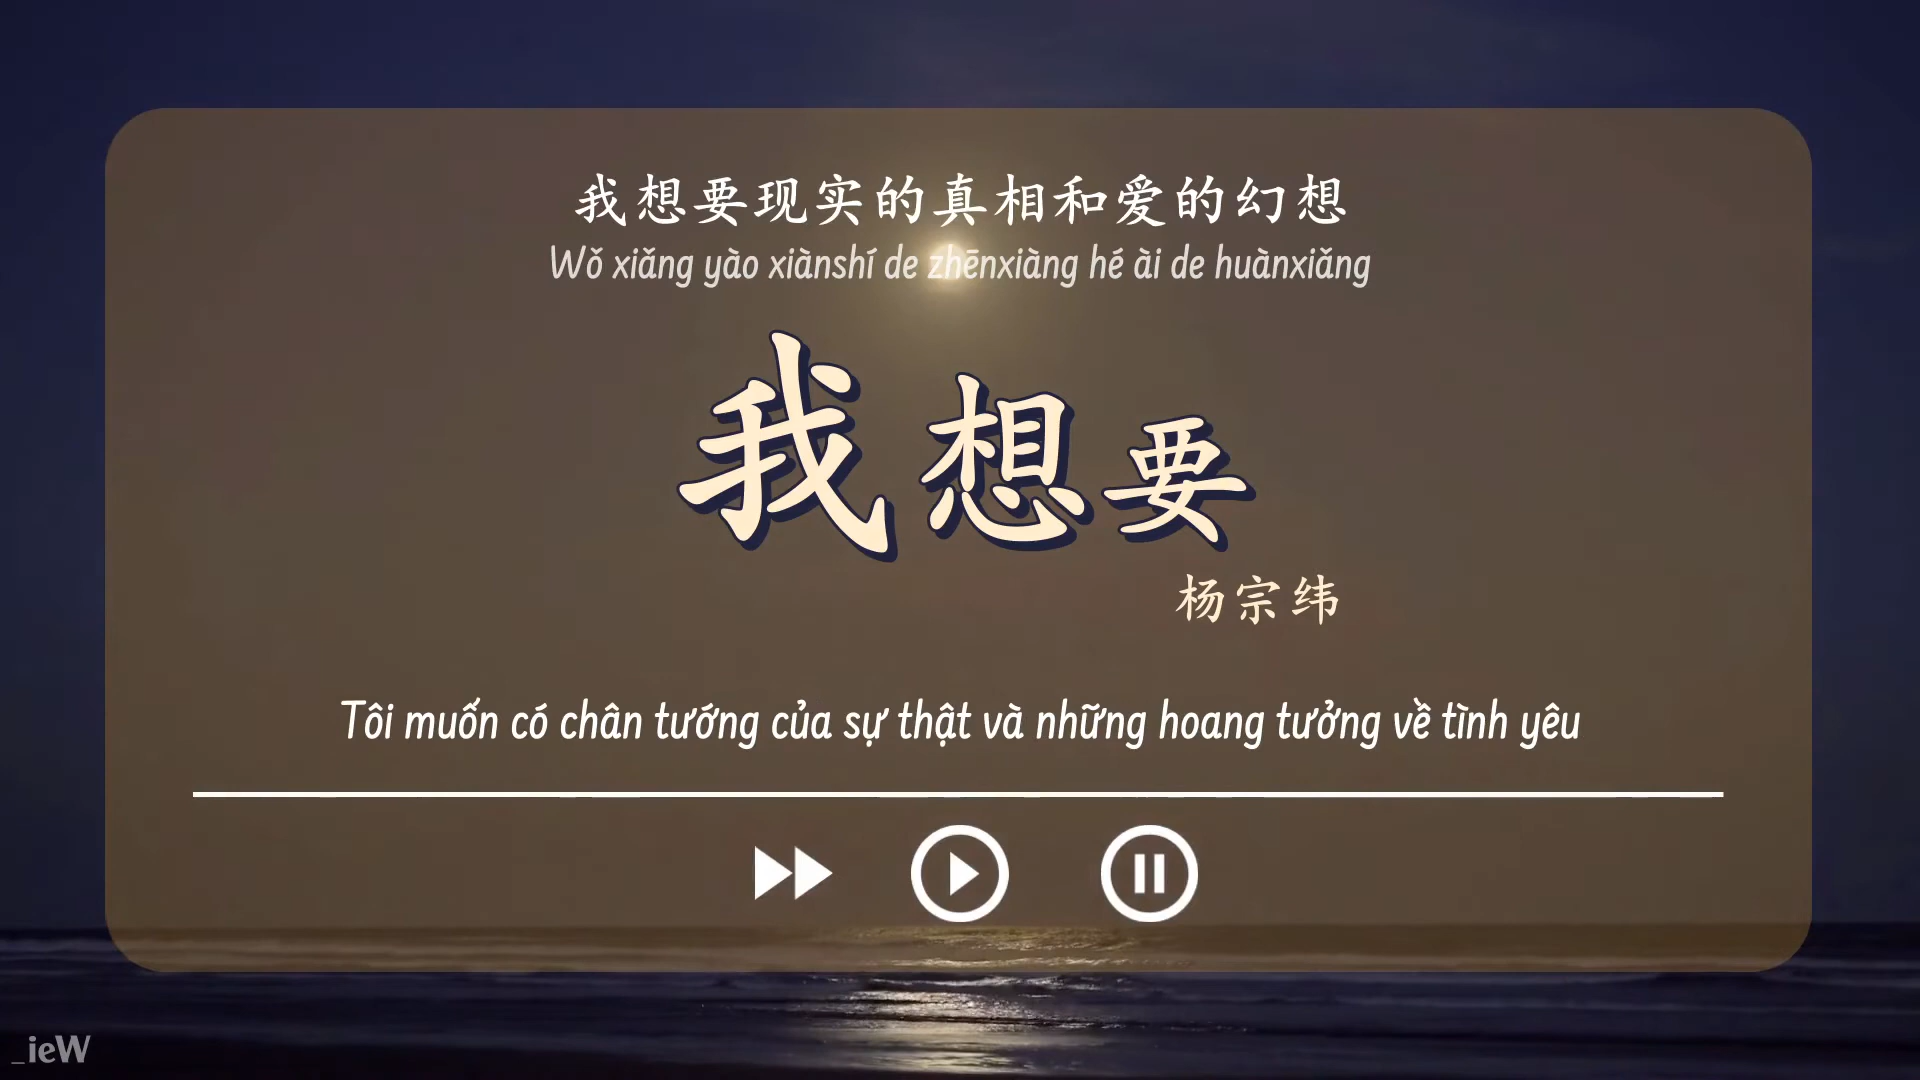 我想要现实的真相和爱的幻想
Wǒ xiǎng yào xiànshí de zhēnxiàng hé ài de huànxiǎng
我想要
杨宗纬
Tôi muốn có chân tướng của sự thật và những hoang tưởng về tình yêu
_ieW